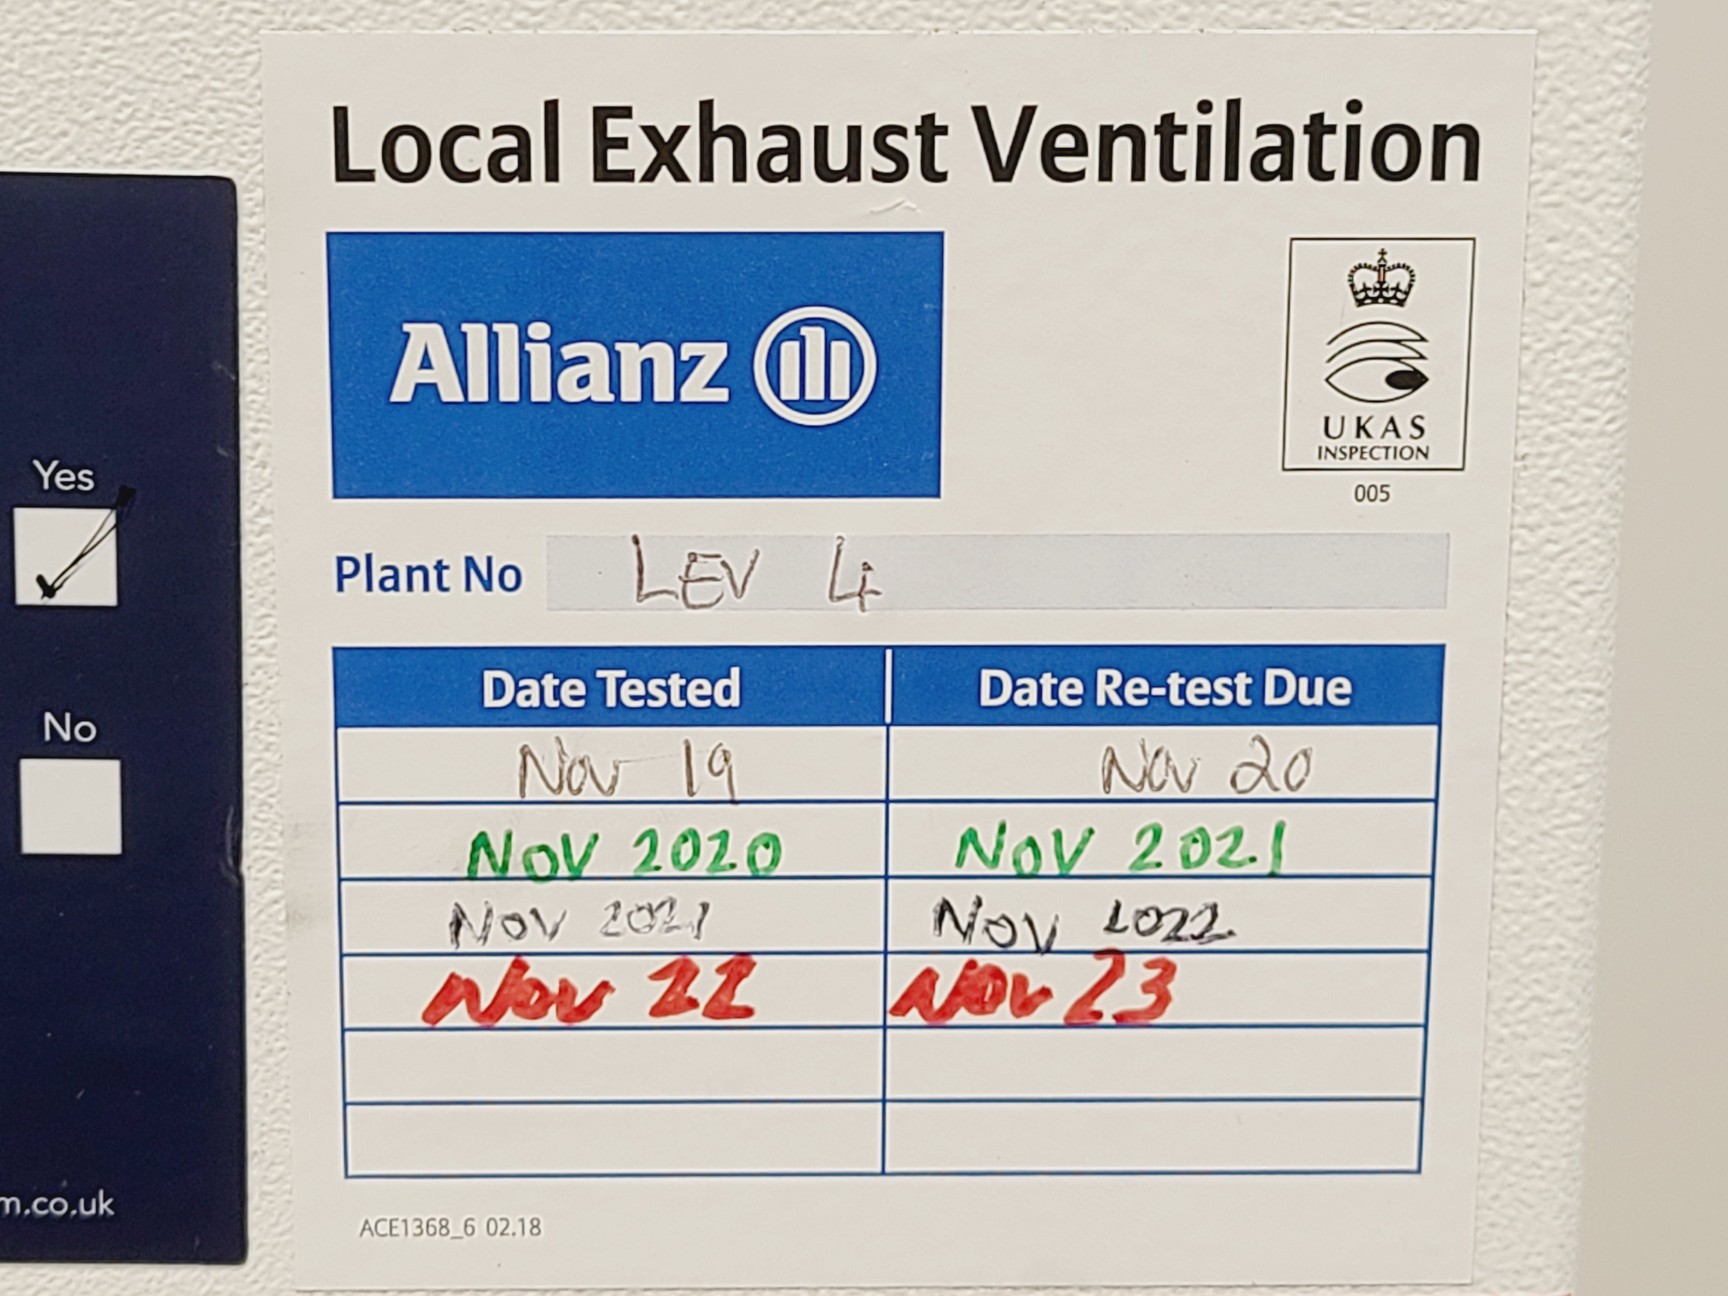 Local Exhaust Ventilation
Allianz
UKAS
INSPECTION
005
Yes
Plant No LEV 4
No
Date Tested Date Re-test Due
Nov 19 Nov 20
NOV 2020 NOV 2021
NOV 2021 NOV 2022
Nov 22 Nov 23
m.co.uk
ACE1368_6 02.18